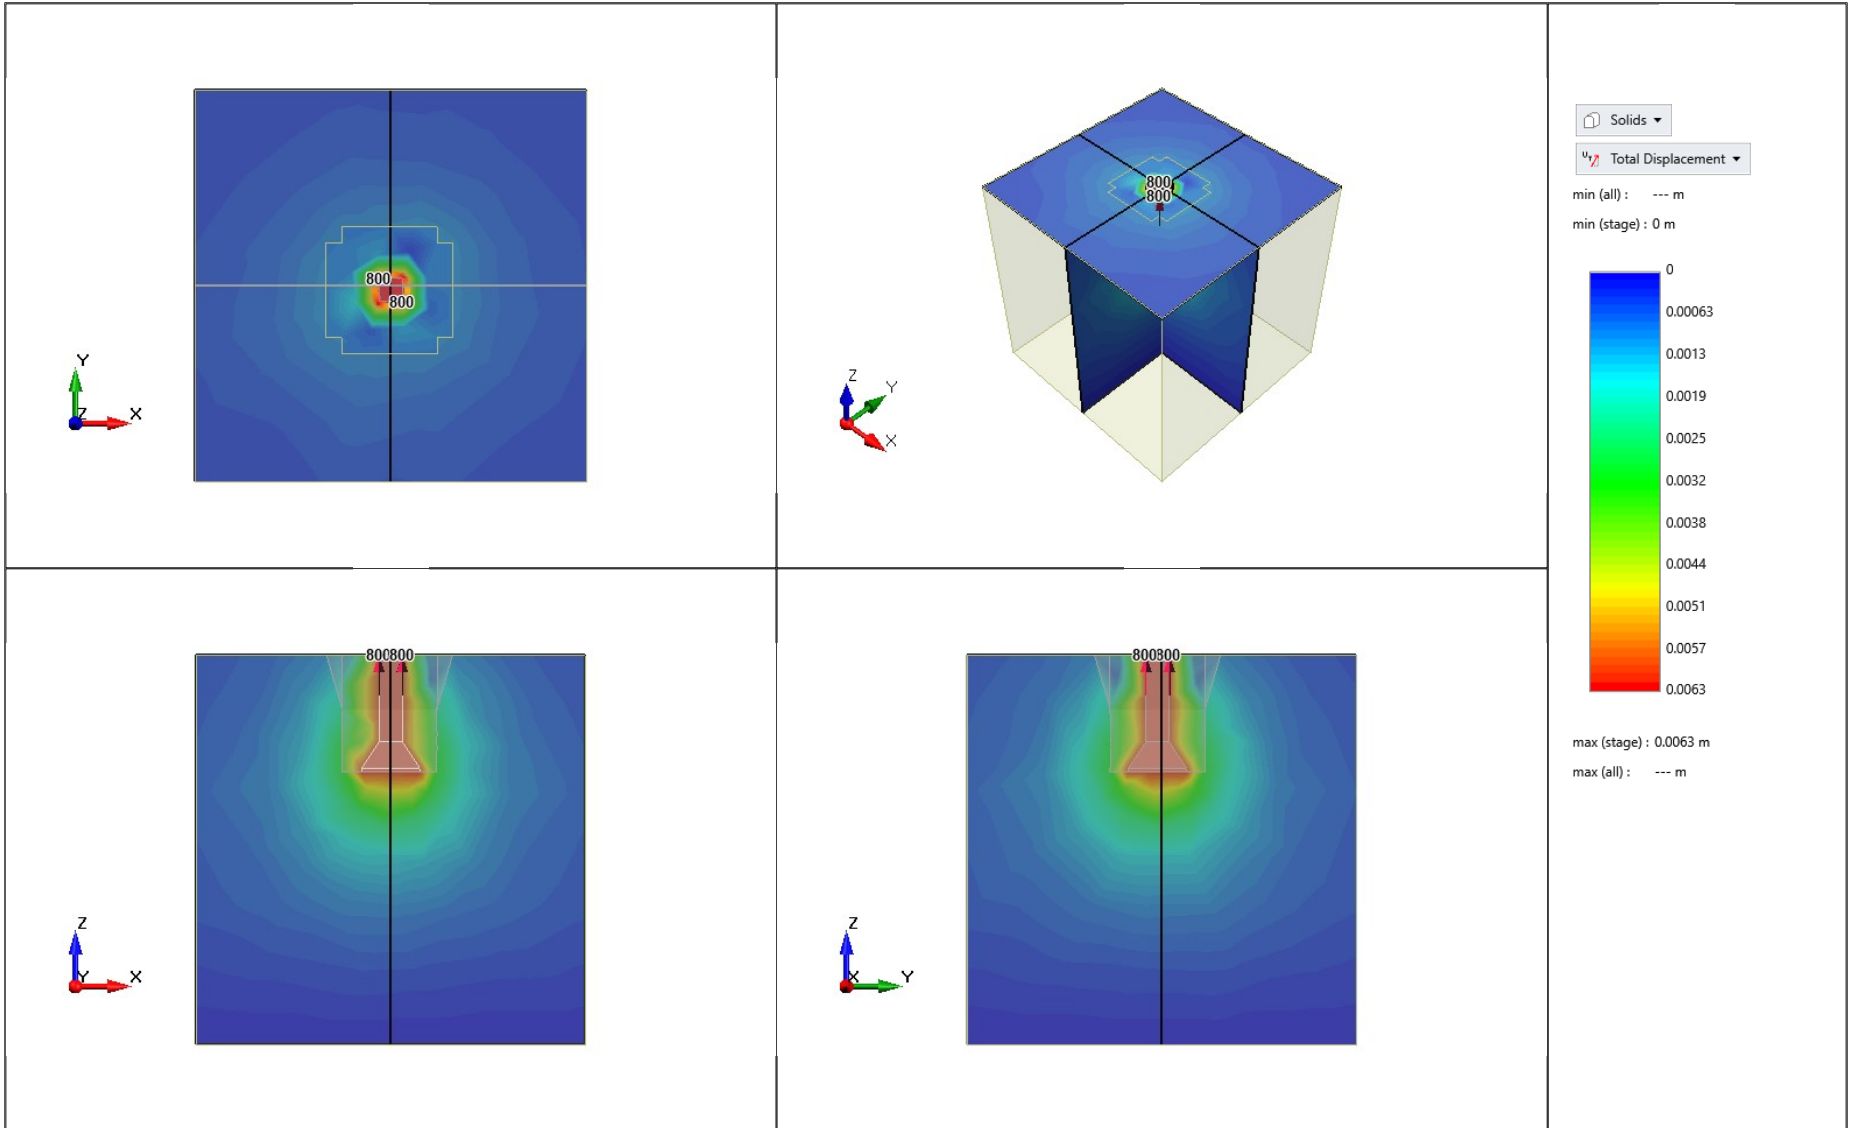 800
800
Y
Z
X
800
800
Z
Y
X
800800
Z
Y
X
800800
Z
X
Y
Solids
UT Total Displacement
min (all) : --- m
min (stage) : 0 m
0
0.00063
0.0013
0.0019
0.0025
0.0032
0.0038
0.0044
0.0051
0.0057
0.0063
max (stage) : 0.0063 m
max (all) : --- m